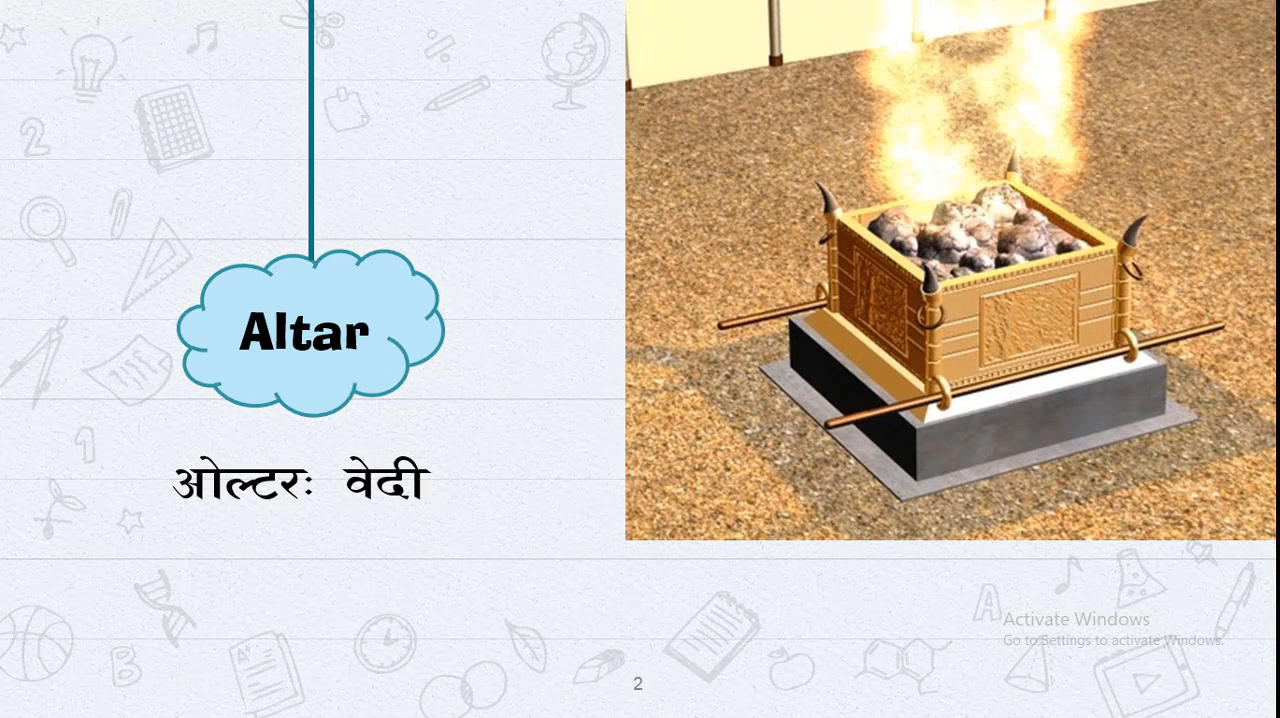 Altar
ओल्टरः वेदी
Activate Windows
Go to Settings to activate Windows.
2